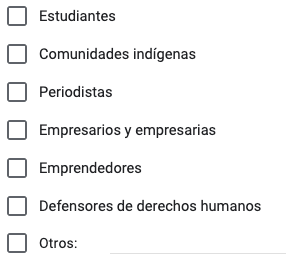 Estudiantes
Comunidades indígenas
Periodistas
Empresarios y empresarias
Emprendedores
Defensores de derechos humanos
Otros: